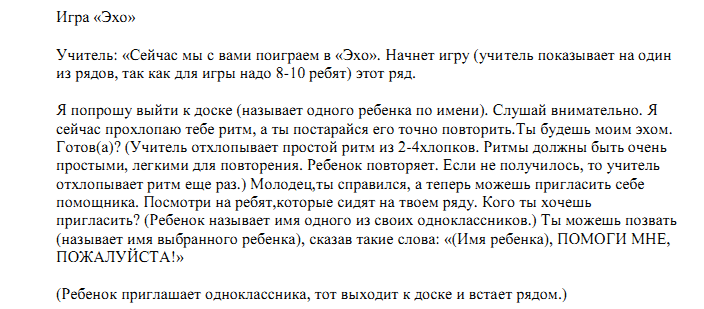 Игра «Эхо»
Учитель: «Сейчас мы с вами поиграем в «Эхо». Начнет игру (учитель показывает на один
из рядов, так как для игры надо 8-10 ребят) этот ряд.
Я попрошу выйти к доске (называет одного ребенка по имени). Слушай внимательно. Я
сейчас прохлопаю тебе ритм, а ты постарайся его точно повторить.Ты будешь моим эхом.
Готов(а)? (Учитель отхлопывает простой ритм из 2-4хлопков. Ритмы должны быть очень
простыми, легкими для повторения. Ребенок повторяет. Если не получилось, то учитель
отхлопывает ритм еще раз.) Молодец,ты справился, а теперь можешь пригласить себе
помощника. Посмотри на ребят,которые сидят на твоем ряду. Кого ты хочешь
пригласить? (Ребенок называет имя одного из своих одноклассников.) Ты можешь позвать
(называет имя выбранного ребенка), сказав такие слова: «(Имя ребенка), ПОМОГИ МНЕ,
ПОЖАЛУЙСТА!»
(Ребенок приглашает одноклассника, тот выходит к доске и встает рядом.)